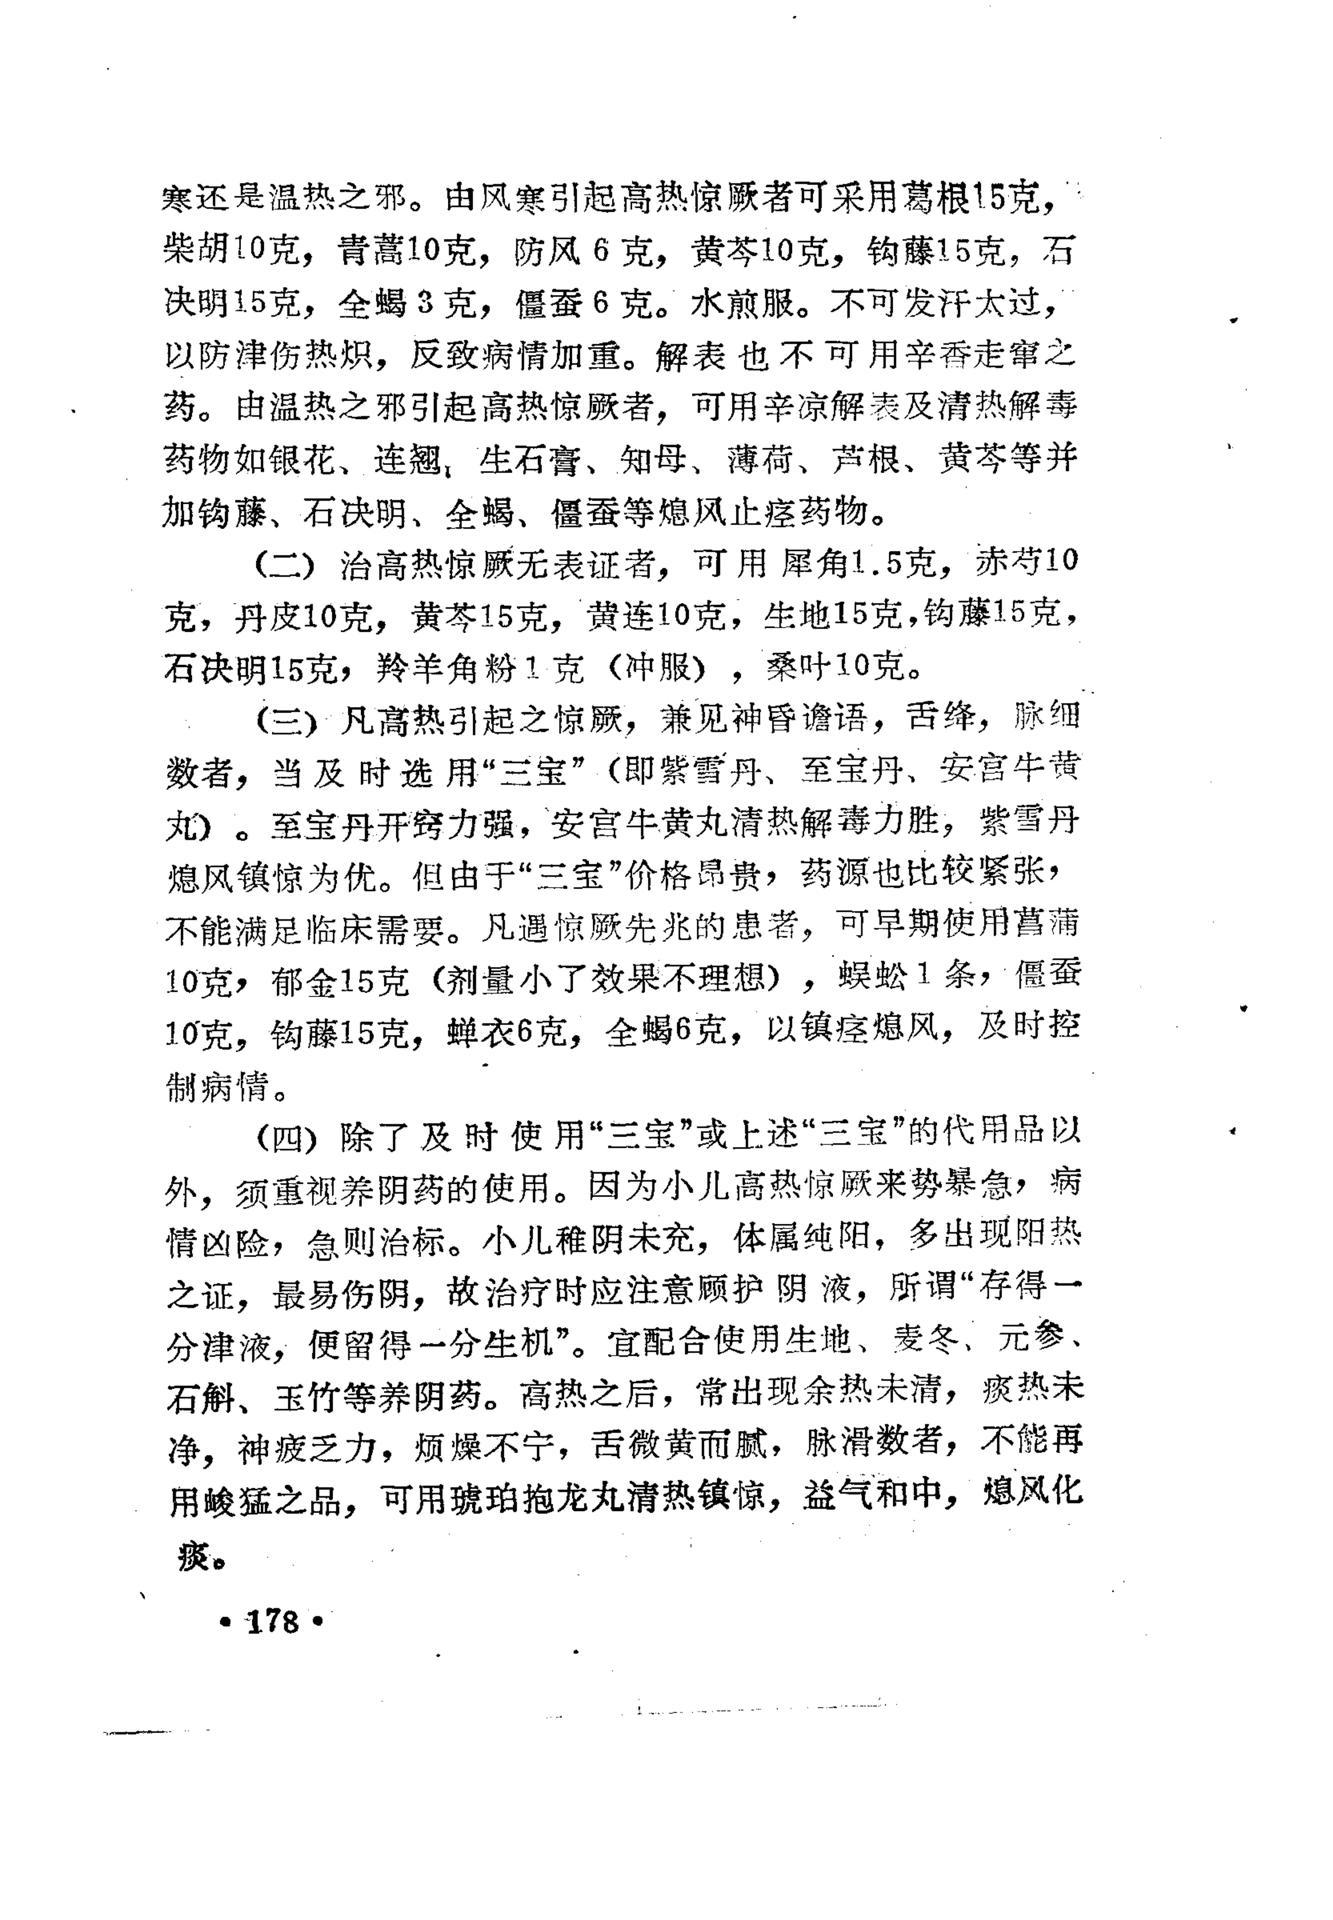 寒还是温热之邪。由风寒引起高热惊厥者可采用葛根15克，
柴胡10克，青蒿10克，防风6克，黄芩10克，钩藤15克，石
决明15克，全蝎3克，僵蚕6克。水煎服。不可发汗太过，
以防津伤热炽，反致病情加重。解表也不可用辛香走窜之
药。由温热之邪引起高热惊厥者，可用辛凉解表及清热解毒
药物如银花、连翘、生石膏、知母、薄荷、芦根、黄芩等并
加钩藤、石决明、全蝎、僵蚕等熄风止痉药物。
（二）治高热惊厥无表证者，可用犀角1.5克，赤芍10
克，丹皮10克，黄芩15克，黄连10克，生地15克，钩藤15克，
石决明15克，羚羊角粉1克（冲服），桑叶10克。
（三）凡高热引起之惊厥，兼见神昏谵语，舌绛，脉细
数者，当及时选用“三宝”（即紫雪丹、至宝丹、安宫牛黄
丸）。至宝丹开窍力强，安宫牛黄丸清热解毒力胜，紫雪丹
熄风镇惊为优。但由于“三宝”价格昂贵，药源也比较紧张，
不能满足临床需要。凡遇惊厥先兆的患者，可早期使用菖蒲
10克，郁金15克（剂量小了效果不理想），蜈蚣1条，僵蚕
10克，钩藤15克，蝉衣6克，全蝎6克，以镇痉熄风，及时控
制病情。
（四）除了及时使用“三宝”或上述“三宝”的代用品以
外，须重视养阴药的使用。因为小儿高热惊厥来势暴急，病
情凶险，急则治标。小儿稚阴未充，体属纯阳，多出现阳热
之证，最易伤阴，故治疗时应注意顾护阴液，所谓“存得一
分津液，便留得一分生机”。宜配合使用生地、麦冬、元参、
石斛、玉竹等养阴药。高热之后，常出现余热未清，痰热未
净，神疲乏力，烦燥不宁，舌微黄而腻，脉滑数者，不能再
用峻猛之品，可用琥珀抱龙丸清热镇惊，益气和中，熄风化
痰。
•178•